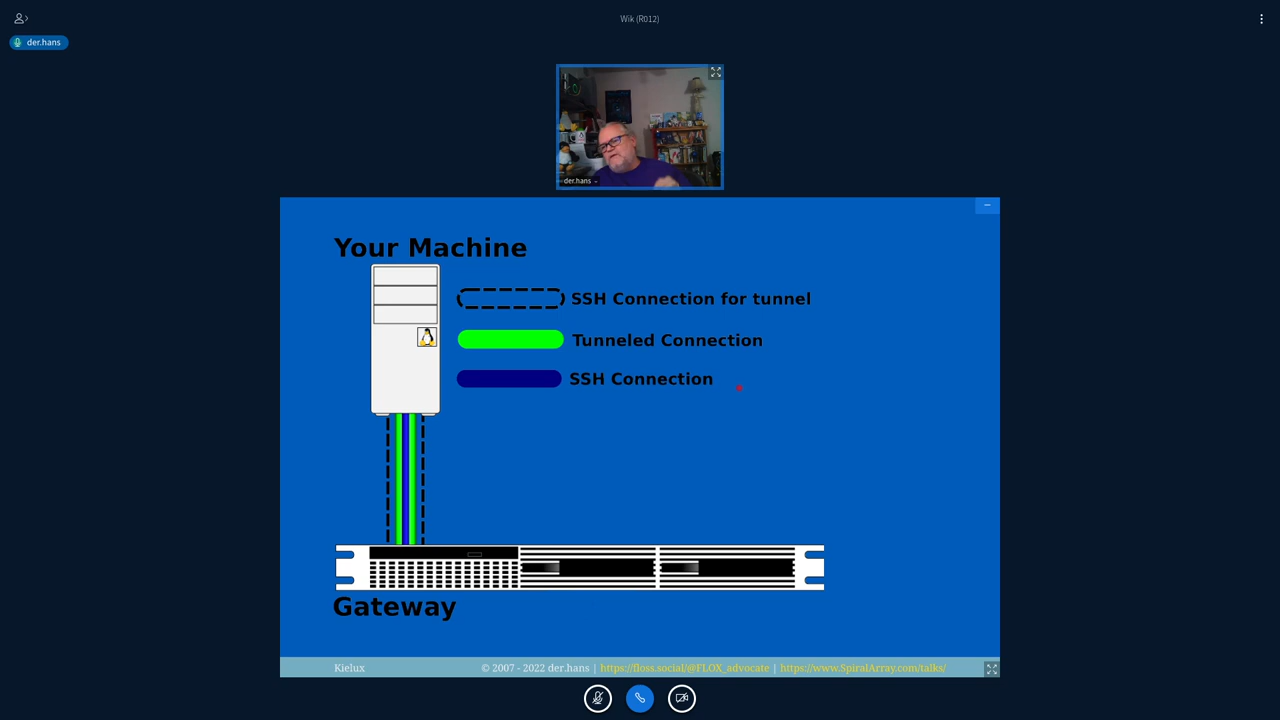 Wik (R012)
der.hans
der.hans
Your Machine
SSH Connection for tunnel
Tunneled Connection
SSH Connection
Gateway
Kielux
© 2007 - 2022 der.hans | https://floss.social/@FLOX_advocate | https://www.SpiralArray.com/talks/